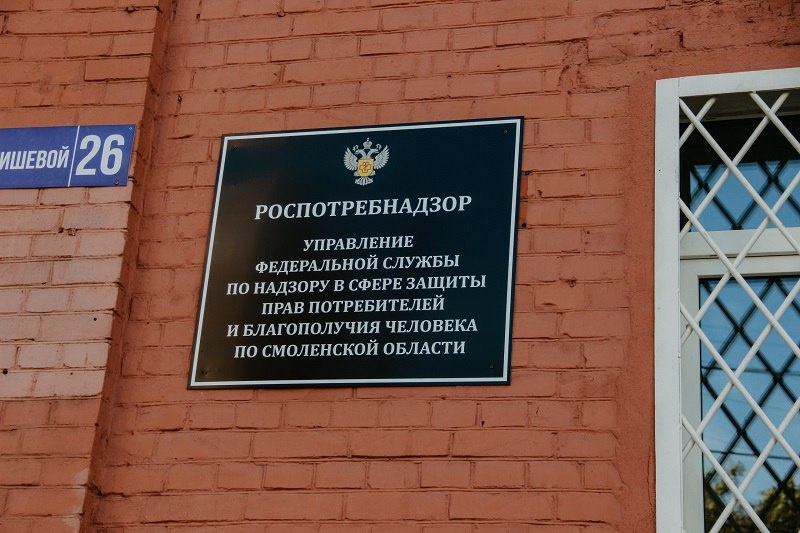 ИШЕВОЙ 26
РОСПОТРЕБНАДЗОР
УПРАВЛЕНИЕ
ФЕДЕРАЛЬНОЙ СЛУЖБЫ
ПО НАДЗОРУ В СФЕРЕ ЗАЩИТЫ
ПРАВ ПОТРЕБИТЕЛЕЙ
И БЛАГОПОЛУЧИЯ ЧЕЛОВЕКА
ПО СМОЛЕНСКОЙ ОБЛАСТИ